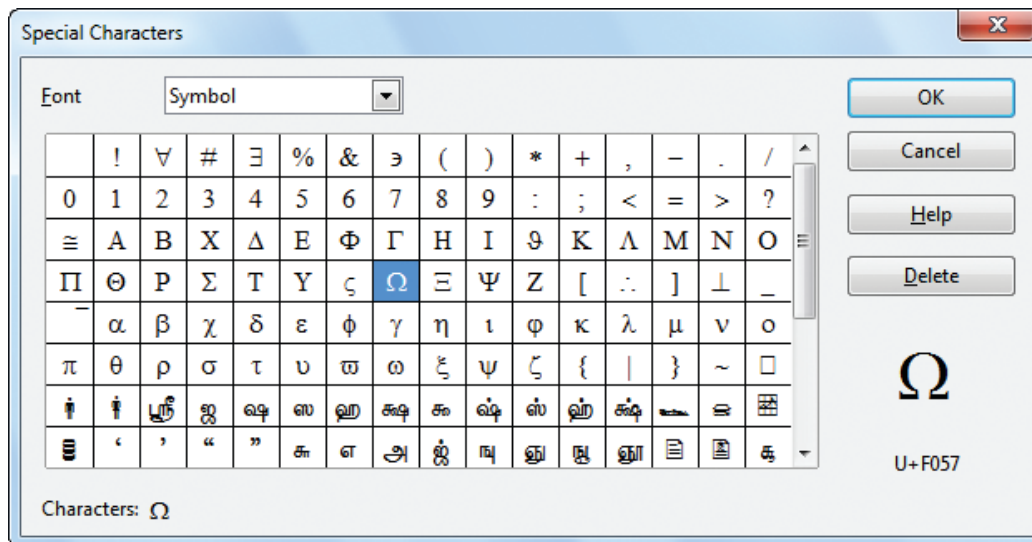 Special Characters
Font Symbol
OK
! ∀ # ∃ % & ϶ ( ) * + , − . /
Cancel
0 1 2 3 4 5 6 7 8 9 : ; < = > ?
Help
≅ Α Β Χ Δ Ε Φ Γ Η Ι ϑ Κ Λ Μ Ν Ο
Π Θ Ρ Σ Τ Υ ς Ω Ξ Ψ Ζ [ ∴ ] ⊥ _
Delete
‾ α β χ δ ε ϕ γ η ι φ κ λ μ ν ο
π θ ρ σ τ υ ϖ ω ξ ψ ζ { | } ~ □
Ω
ஸ்ரீ ஜ ஷ ஸ ஹ க்ஷ ஷ் ஸ் ஹ் க்ஷ்
‘ ’ “ ” எ அ ஜ் ஙு ஞு ஞூ
U+F057
Characters: Ω